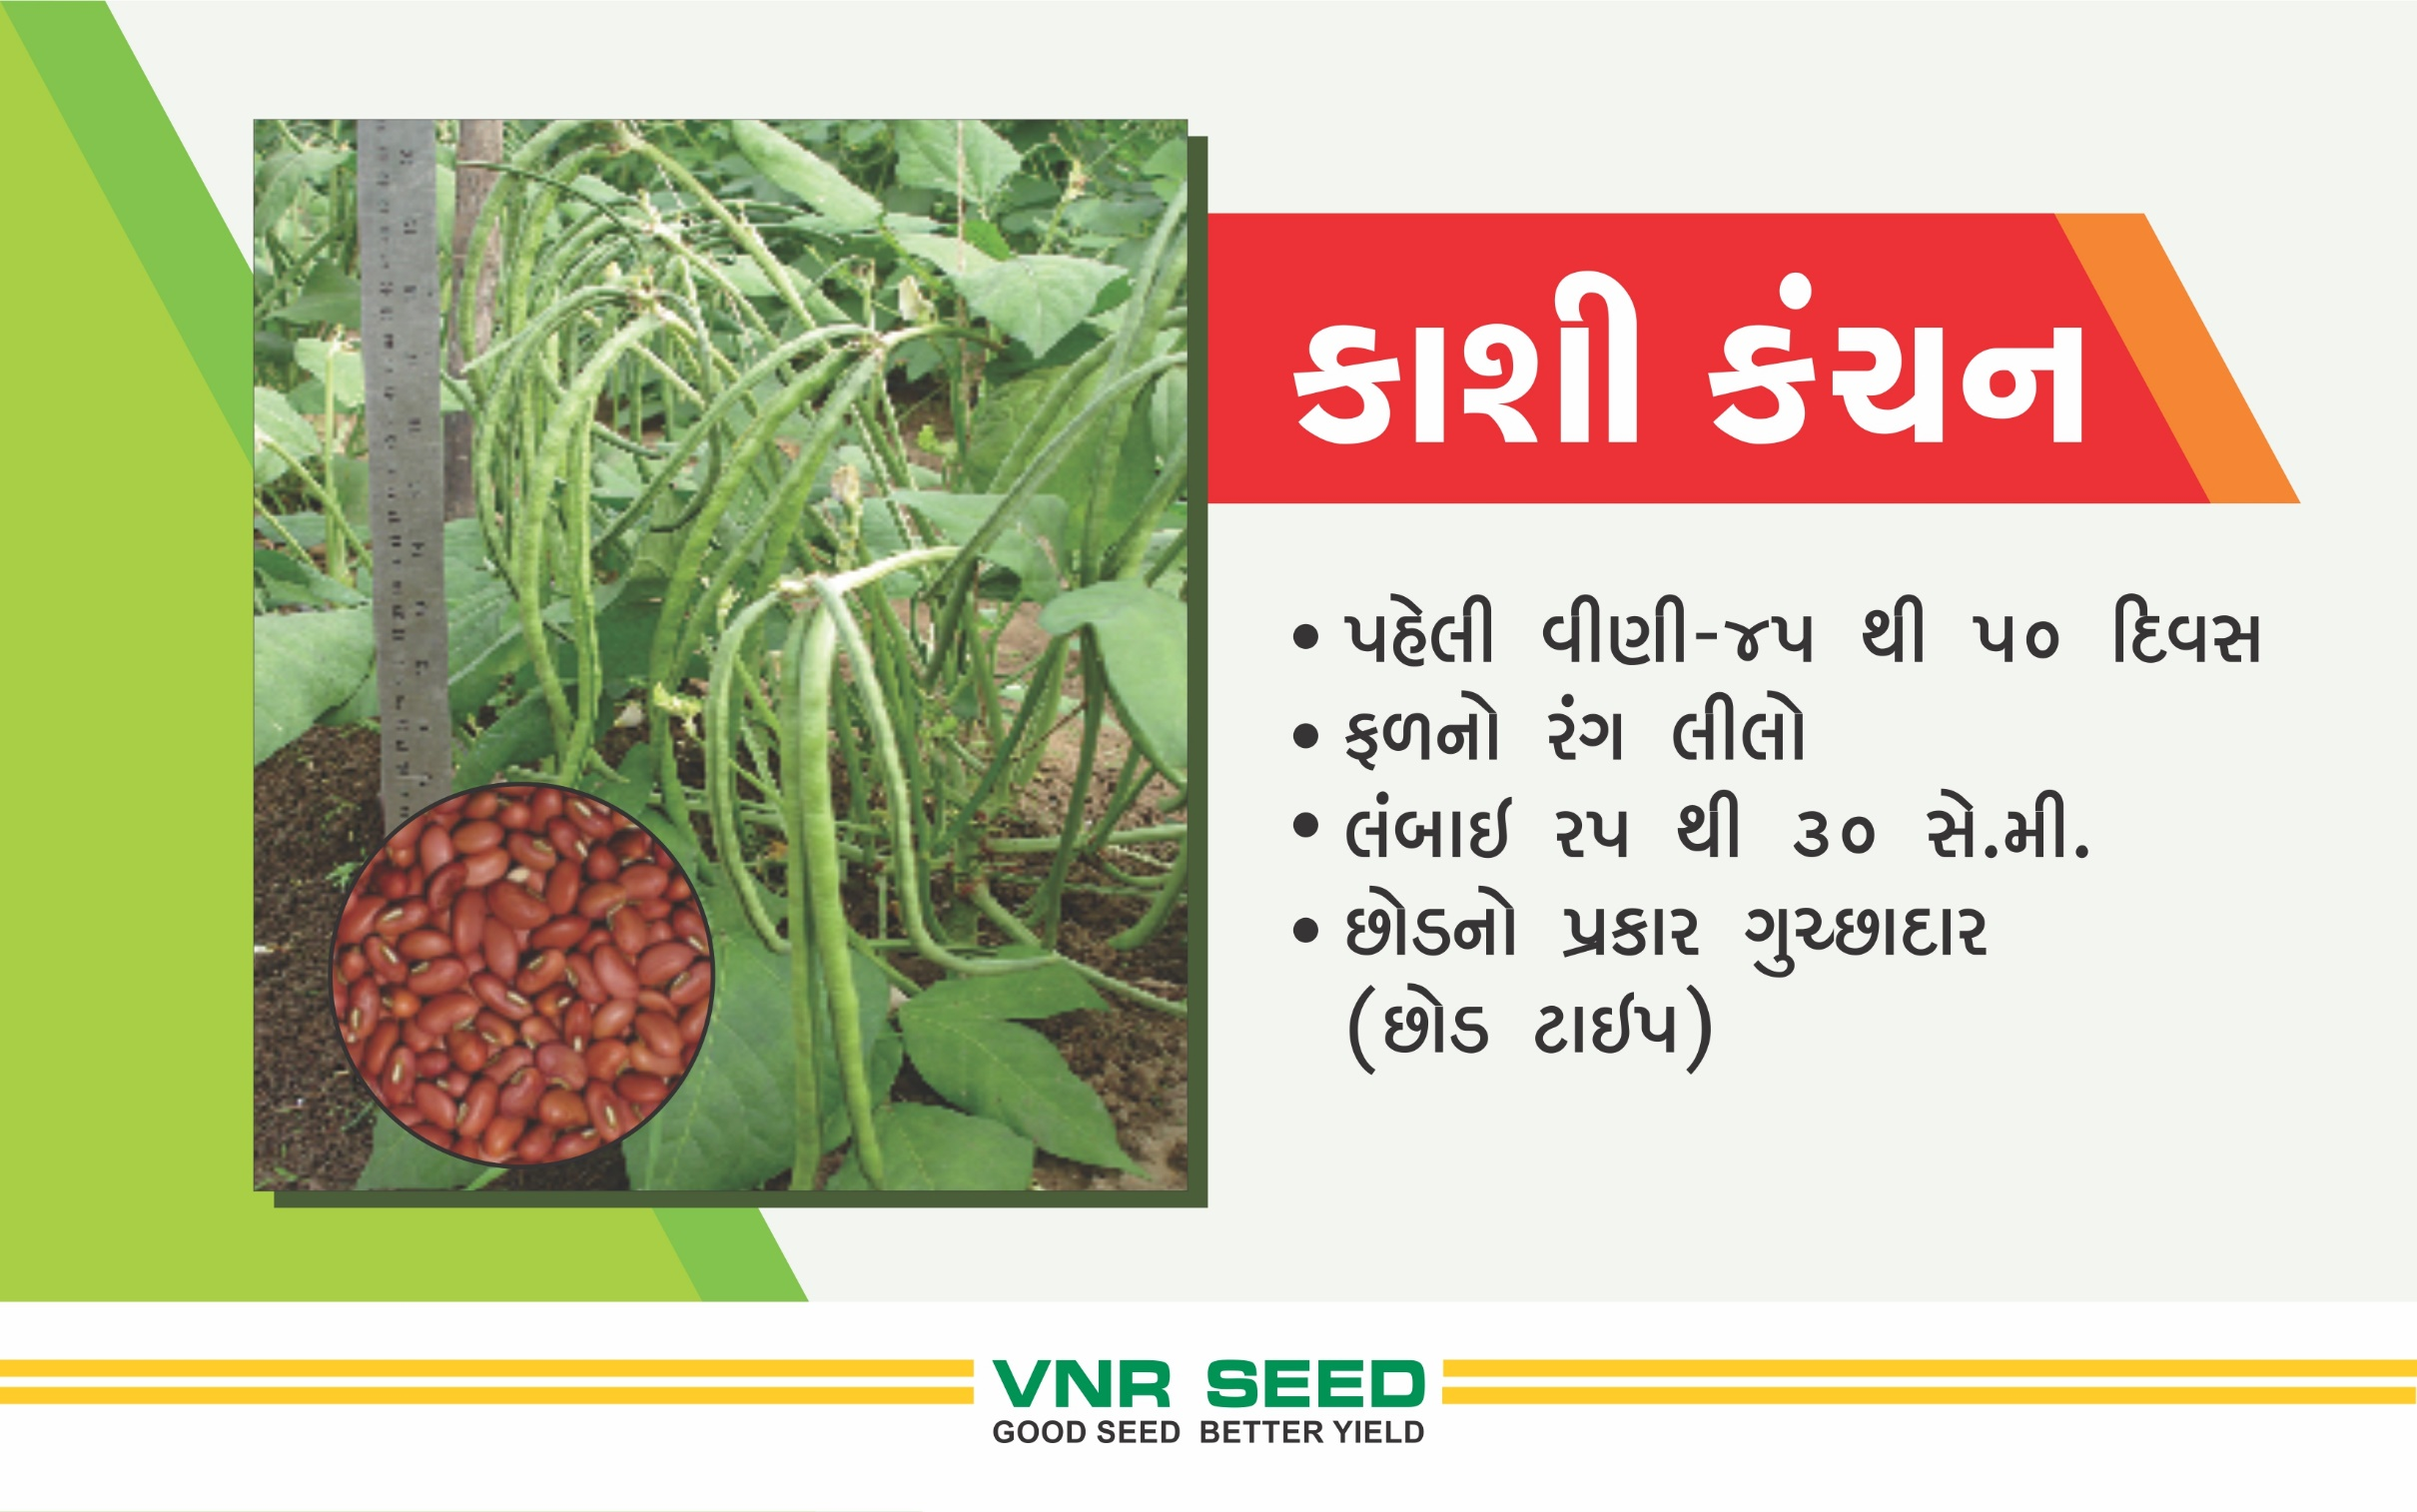 કાશી કંચન
• પહેલી વીણી-૪૫ થી ૫૦ દિવસ
• ફળનો રંગ લીલો
• લંબાઇ ૨૫ થી ૩૦ સે.મી.
• છોડનો પ્રકાર ગુચ્છાદાર
(છોડ ટાઇપ)
VNR SEED
GOOD SEED BETTER YIELD